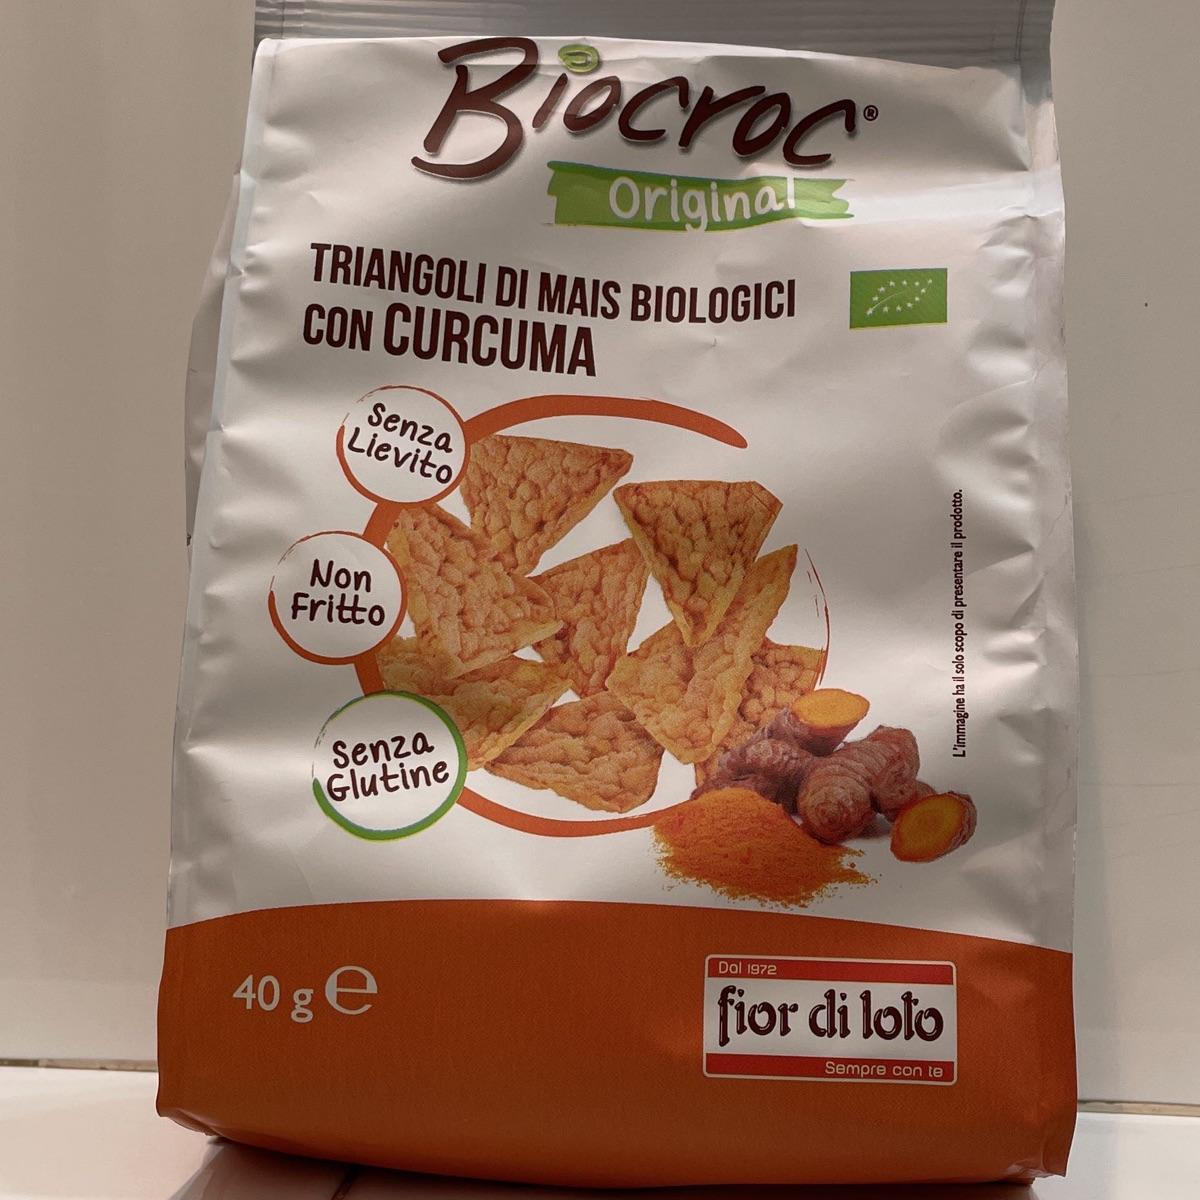 Biocroc®
Original
TRIANGOLI DI MAIS BIOLOGICI
CON CURCUMA
Senza
Lievito
Non
Fritto
Senza
Glutine
L'immagine ha il solo scopo di presentare il prodotto.
40 g ℮
Dal 1972
fior di loto
Sempre con te